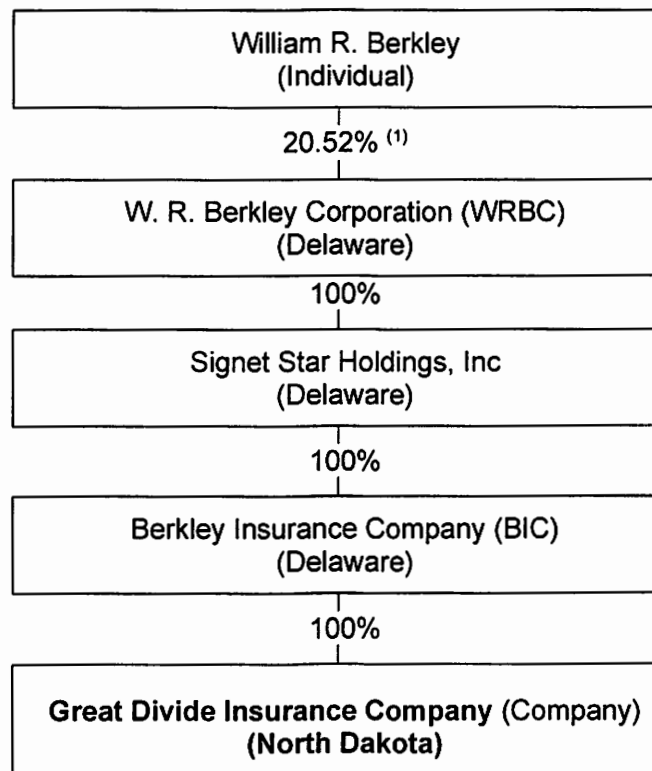 William R. Berkley
(Individual)
20.52% (1)
W. R. Berkley Corporation (WRBC)
(Delaware)
100%
Signet Star Holdings, Inc
(Delaware)
100%
Berkley Insurance Company (BIC)
(Delaware)
100%
Great Divide Insurance Company (Company)
(North Dakota)